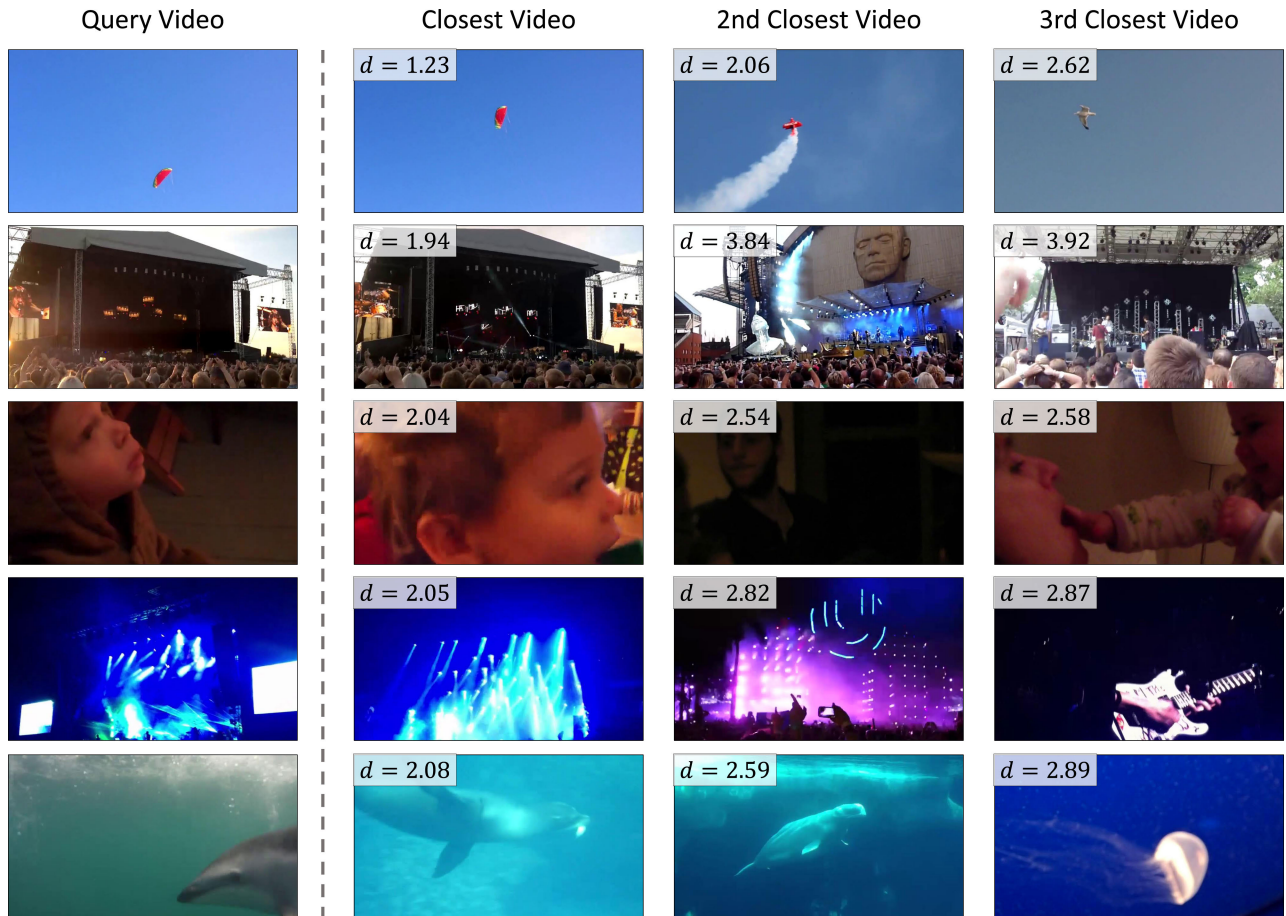 Query Video
Closest Video
2nd Closest Video
3rd Closest Video
d = 1.23
d = 2.06
d = 2.62
d = 1.94
d = 3.84
d = 3.92
d = 2.04
d = 2.54
d = 2.58
d = 2.05
d = 2.82
d = 2.87
d = 2.08
d = 2.59
d = 2.89